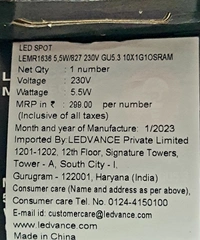 LED SPOT
LEMR1636 5,5W/827 230V GU5.3 10X1G1OSRAM
Net Qty : 1 number
Voltage : 230V
Wattage : 5.5W
MRP in ₹ : 299.00 per number
(Inclusive of all taxes)
Month and year of Manufacture: 1/2023
Imported By:LEDVANCE Private Limited
1201-1202, 12th Floor, Signature Towers,
Tower - A, South City - I,
Gurugram - 122001, Haryana (India)
Consumer care (Name and address as per above),
Consumer care Tel. No. 0124-4150100
E-mail id: customercare@ledvance.com
www.ledvance.com
Made in China